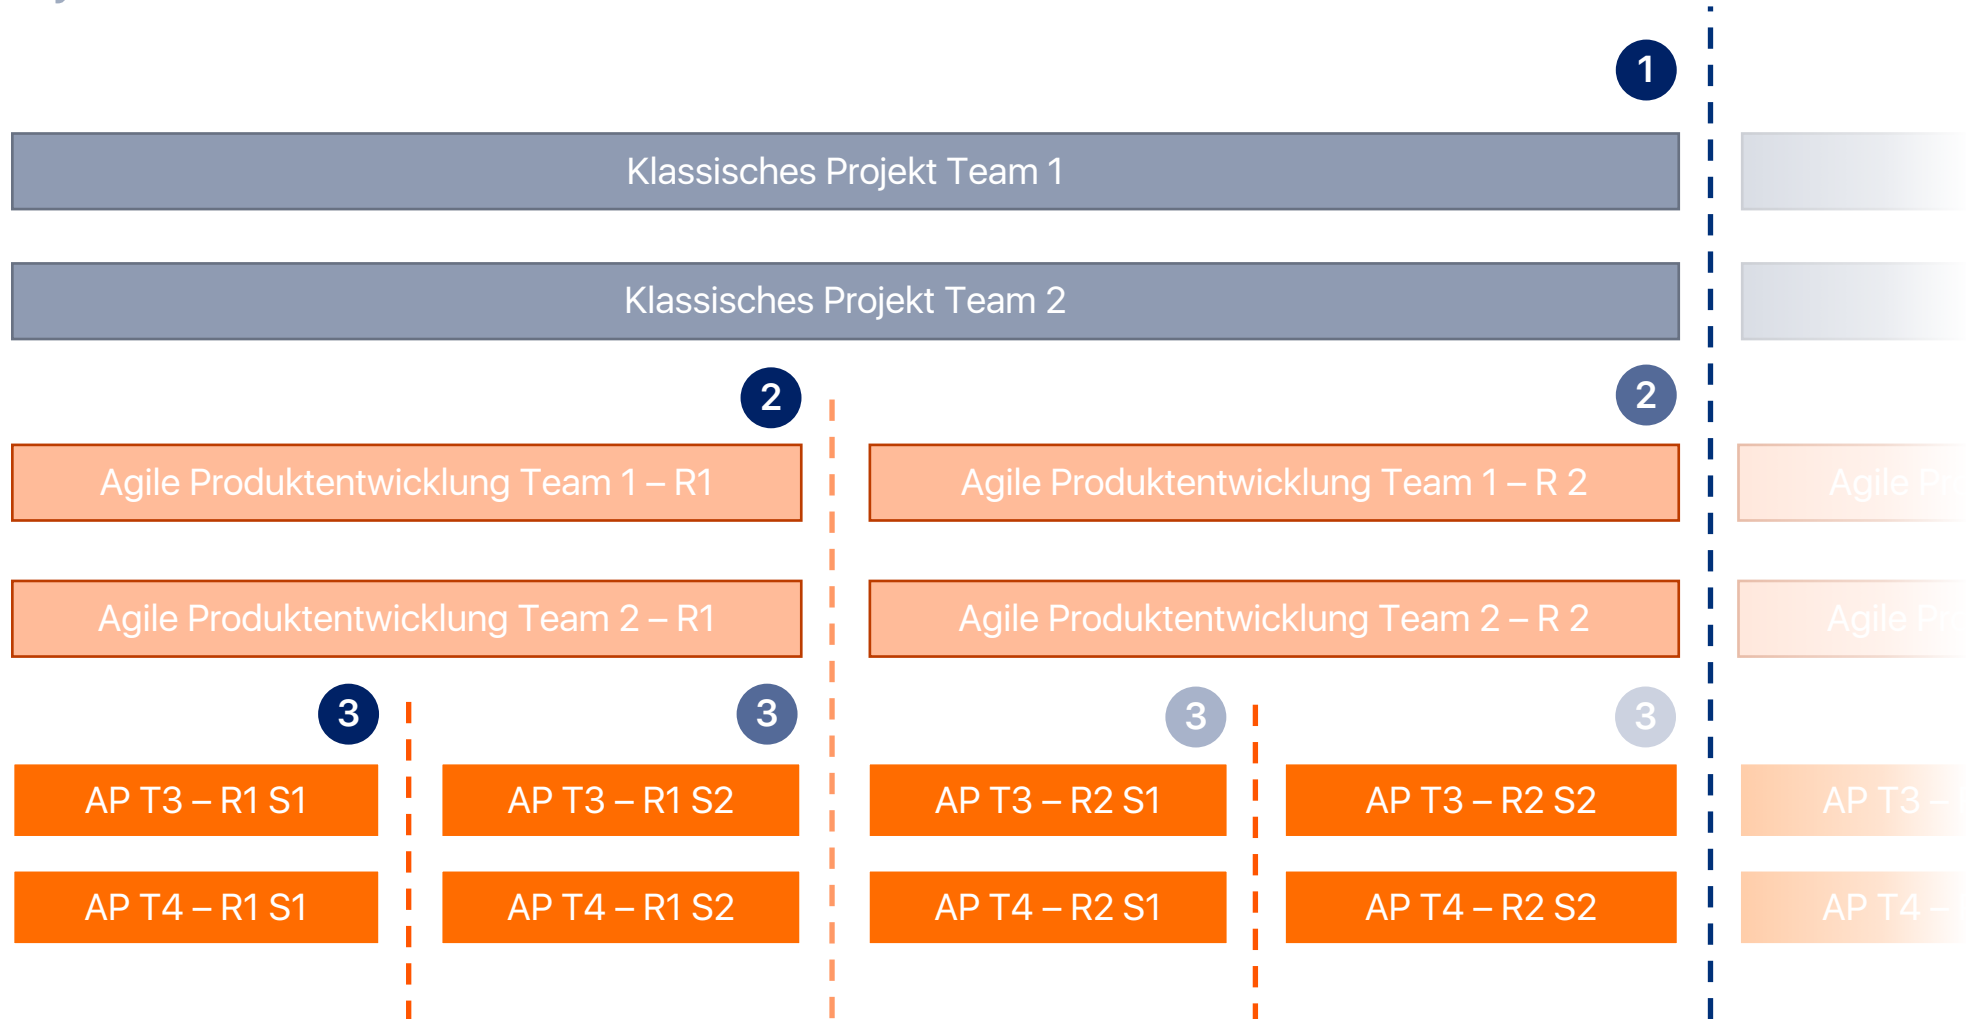 1
Klassisches Projekt Team 1
Klassisches Projekt Team 2
2
2
Agile Produktentwicklung Team 1 – R1
Agile Produktentwicklung Team 1 – R 2
Agile
Agile Produktentwicklung Team 2 – R1
Agile Produktentwicklung Team 2 – R 2
Agile
3
3
3
3
AP T3 – R1 S1
AP T3 – R1 S2
AP T3 – R2 S1
AP T3 – R2 S2
AP T3 –
AP T4 – R1 S1
AP T4 – R1 S2
AP T4 – R2 S1
AP T4 – R2 S2
AP T4 –